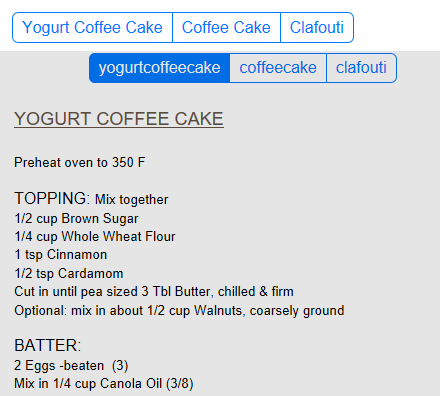 Yogurt Coffee Cake Coffee Cake Clafouti
yogurtcoffeecake coffeecake clafouti
YOGURT COFFEE CAKE
Preheat oven to 350 F
TOPPING: Mix together
1/2 cup Brown Sugar
1/4 cup Whole Wheat Flour
1 tsp Cinnamon
1/2 tsp Cardamom
Cut in until pea sized 3 Tbl Butter, chilled & firm
Optional: mix in about 1/2 cup Walnuts, coarsely ground
BATTER:
2 Eggs -beaten  (3)
Mix in 1/4 cup Canola Oil (3/8)